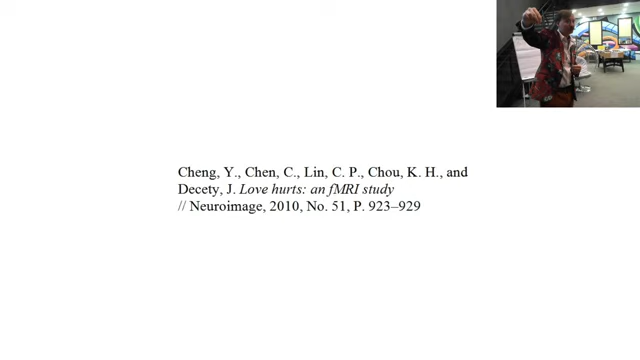 Cheng, Y., Chen, C., Lin, C. P., Chou, K. H., and
Decety, J. Love hurts: an fMRI study
// Neuroimage, 2010, No. 51, P. 923–929